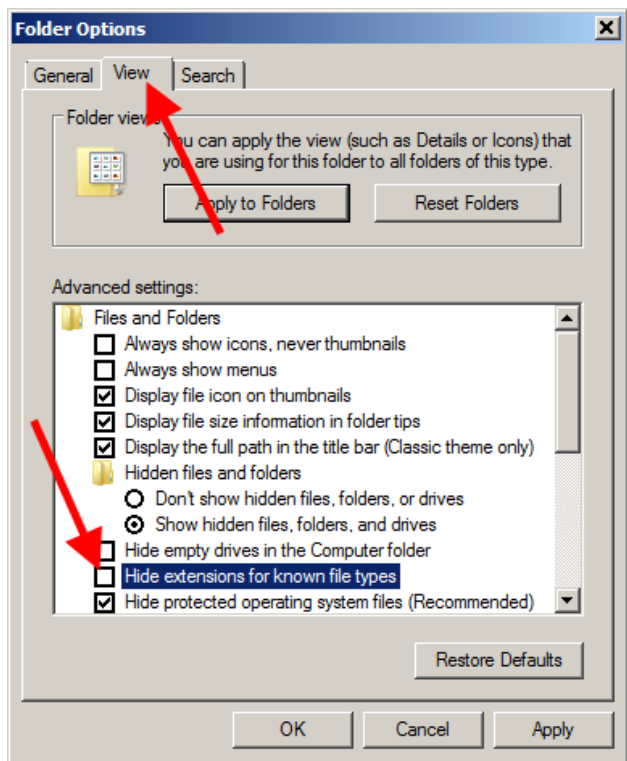 Folder Options
General
View
Search
Folder views
You can apply the view (such as Details or Icons) that
you are using for this folder to all folders of this type.
Apply to Folders
Reset Folders
Advanced settings:
Files and Folders
Always show icons, never thumbnails
Always show menus
Display file icon on thumbnails
Display file size information in folder tips
Display the full path in the title bar (Classic theme only)
Hidden files and folders
Don't show hidden files, folders, or drives
Show hidden files, folders, and drives
Hide empty drives in the Computer folder
Hide extensions for known file types
Hide protected operating system files (Recommended)
Restore Defaults
OK
Cancel
Apply